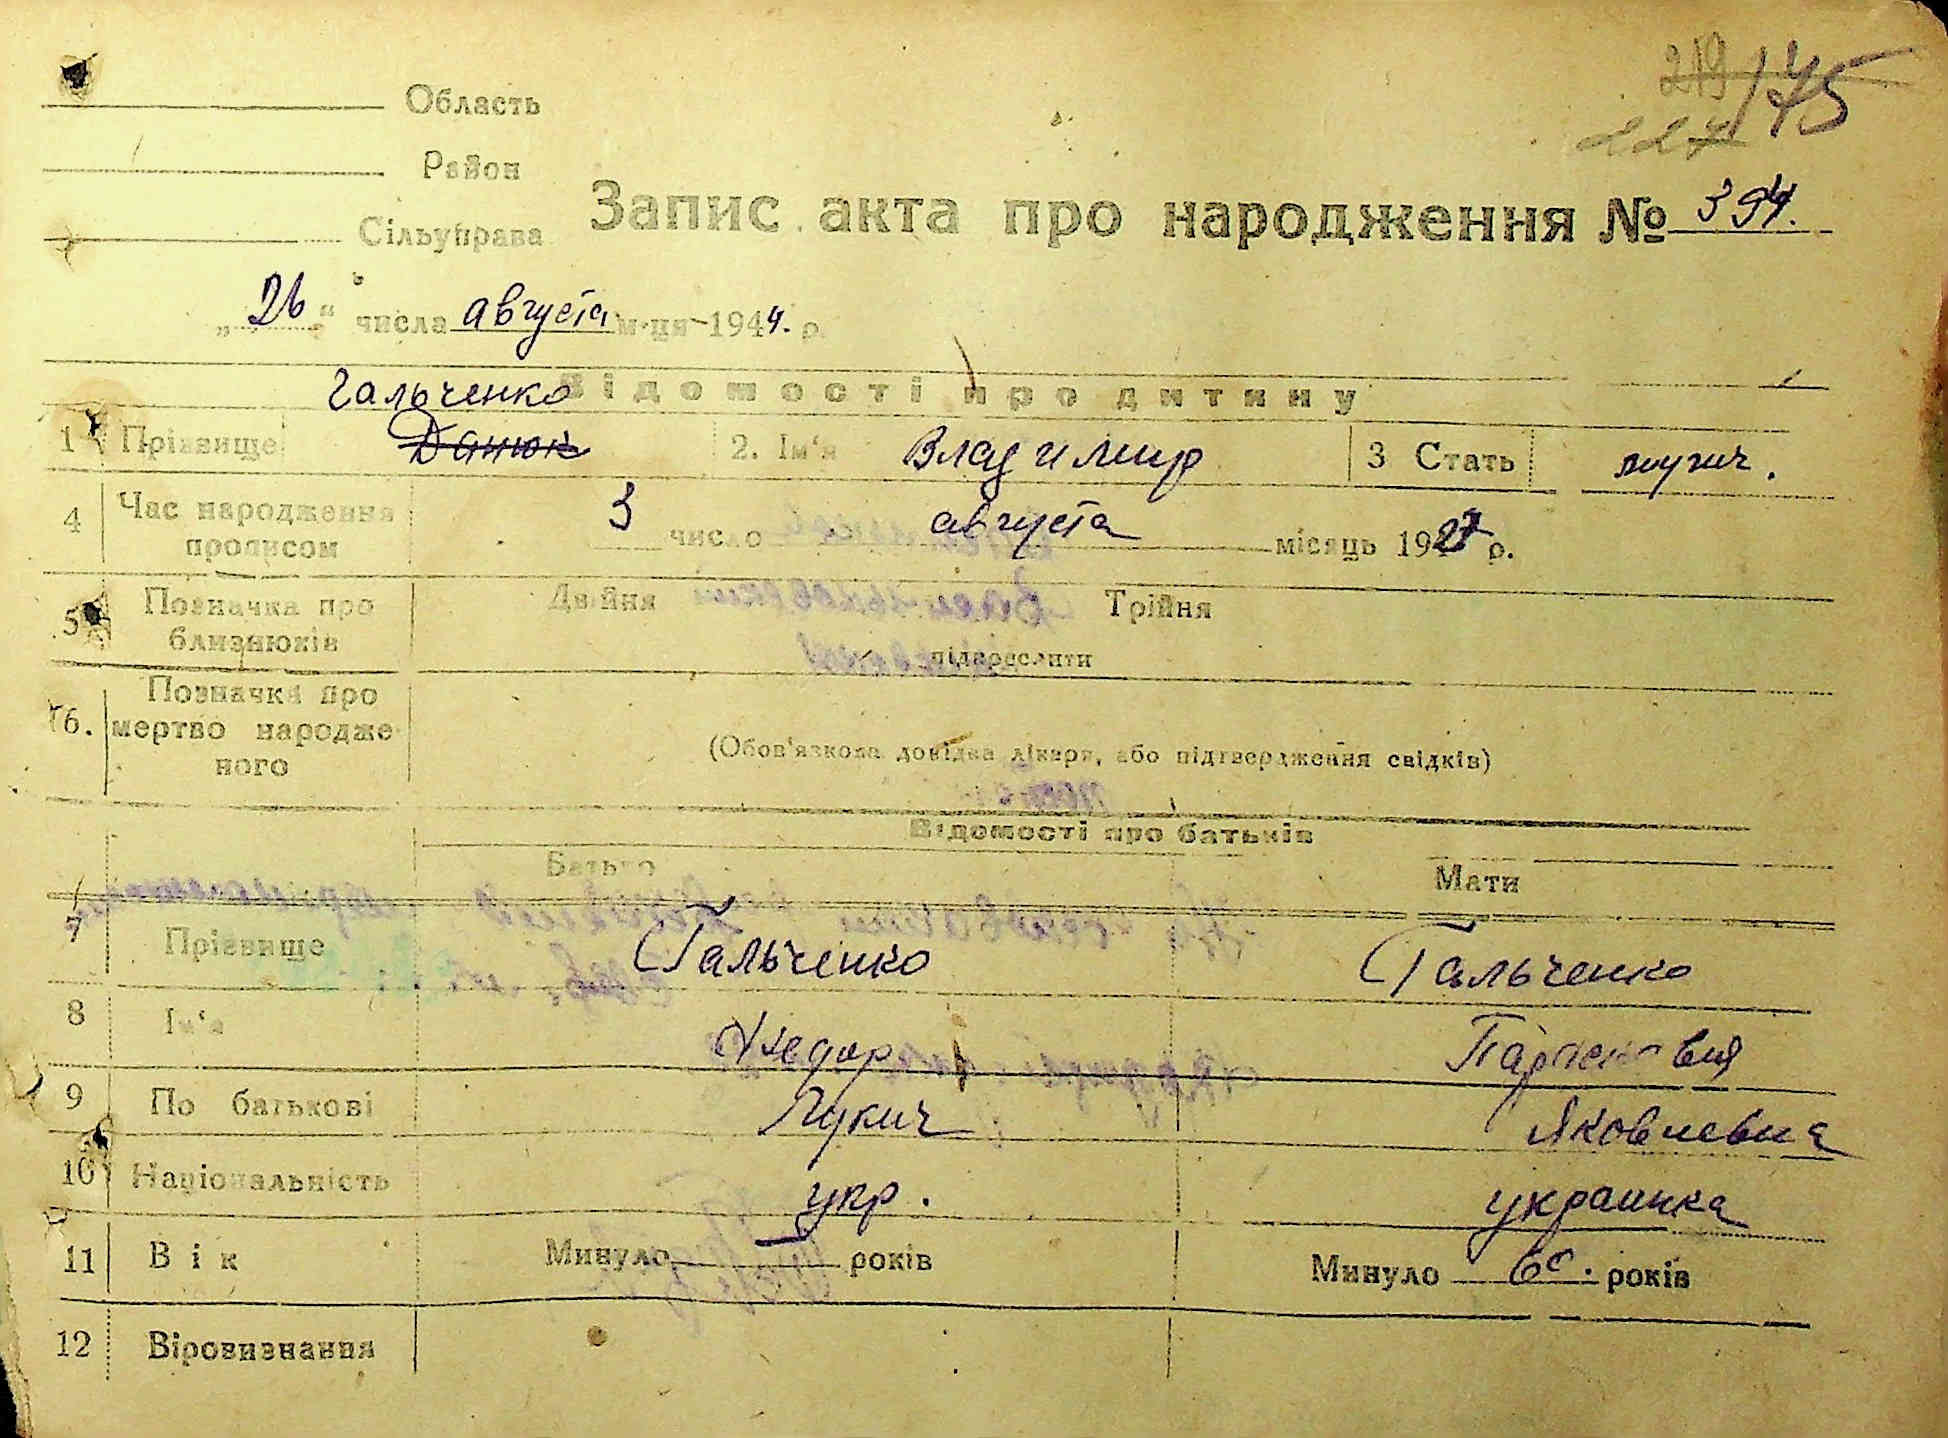 219 175
227
Область
Район
Сільуправа
Запис акта про народження № 394.
„26“ числа августа м-ця 1944. р.
Гальченко
Відомості про дитину
1 Прізвище Данюк 2. Ім‘я Владимир 3 Стать мужч.
4 Час народження прописом 3 число августа місяць 1927 р.
5 Позначка про близнюків Двійня Трійня
підкреслити
6. Позначка про мертво народженого
(Обов'язкова довідка лікаря, або підтвердження свідків)
Відомості про батьків
Батько Мати
7 Прізвище Гальченко Гальченко
8 Ім‘я Федор
9 По батькові Лукич Яковлевна
10 Національність укр. украинка
11 Вік Минуло років Минуло 60. років
12 Віровизнання